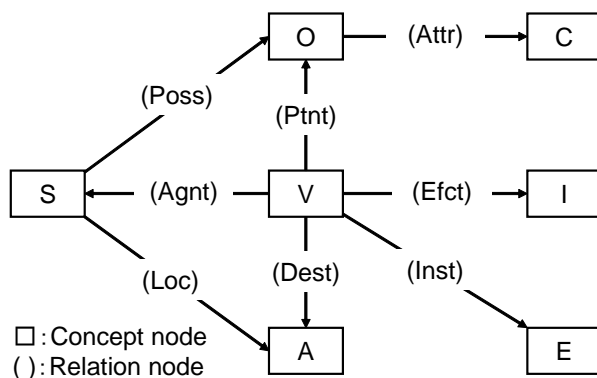 O (Attr) C
(Poss) (Ptnt)
S (Agnt) V (Efct) I
(Loc) (Dest) (Inst)
A E
□: Concept node
( ): Relation node